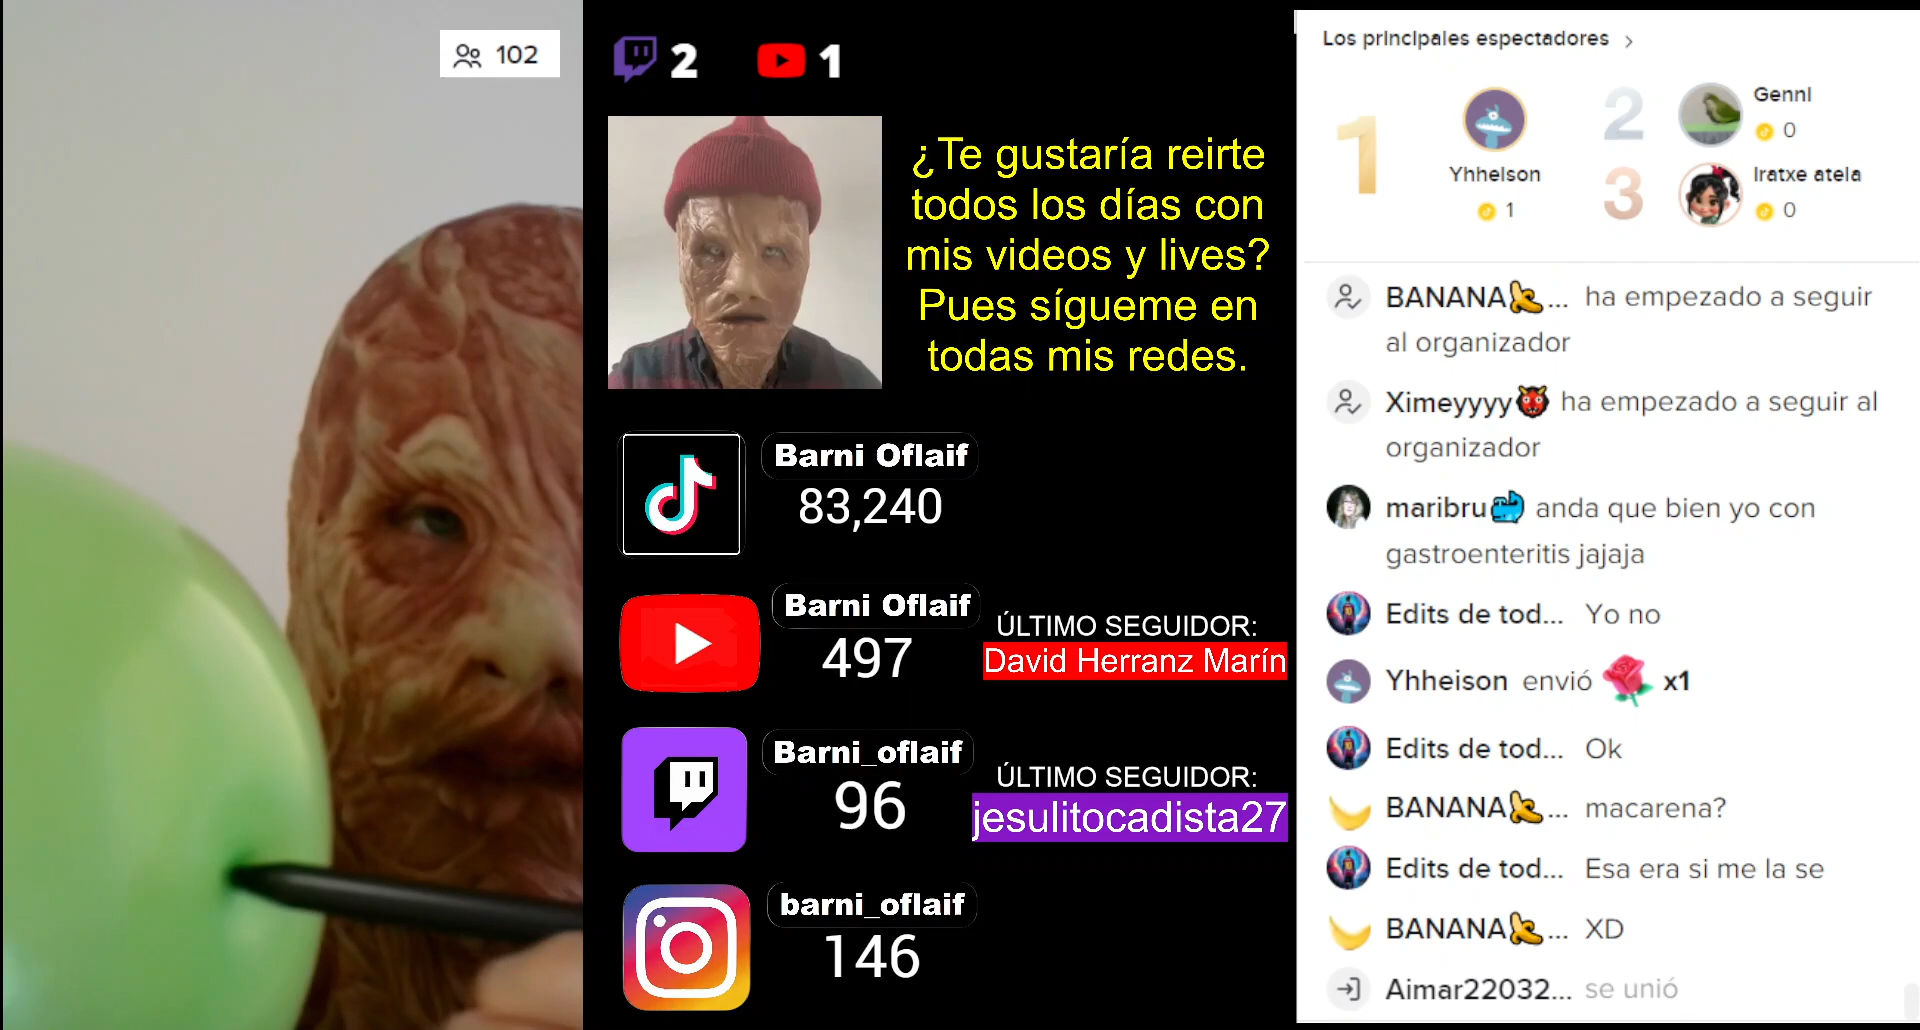 102
2
1
¿Te gustaría reirte
todos los días con
mis videos y lives?
Pues sígueme en
todas mis redes.
Barni Oflaif
83,240
Barni Oflaif
497
ÚLTIMO SEGUIDOR:
David Herranz Marín
Barni_oflaif
96
ÚLTIMO SEGUIDOR:
jesulitocadista27
barni_oflaif
146
Los principales espectadores
1
Yhheison
1
2
Genni
0
3
Iratxe atela
0
BANANA... ha empezado a seguir
al organizador
Ximeyyyy ha empezado a seguir al
organizador
maribru anda que bien yo con
gastroenteritis jajaja
Edits de tod... Yo no
Yhheison envió x1
Edits de tod... Ok
BANANA... macarena?
Edits de tod... Esa era si me la se
BANANA... XD
Aimar22032... se unió